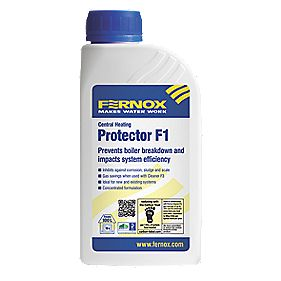 FERNOX
MAKES WATER WORK
Central Heating
Protector F1
Prevents boiler breakdown and
impacts system efficiency
Inhibits against corrosion, sludge and scale
Gas savings when used with Cleaner F3
Ideal for new and existing systems
Concentrated formulation
www.fernox.com